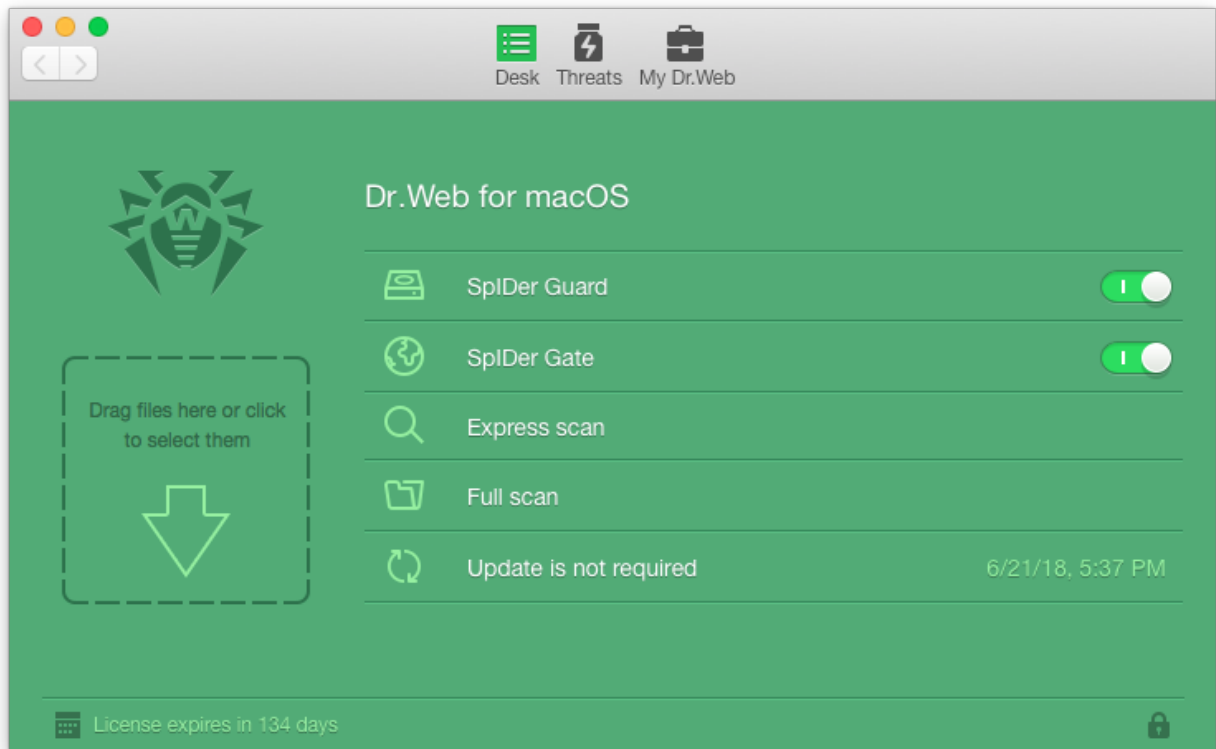 Desk Threats My Dr.Web
W
Dr.Web for macOS
SpIDer Guard
SpIDer Gate
Drag files here or click
to select them
Express scan
Full scan
Update is not required 6/21/18, 5:37 PM
License expires in 134 days